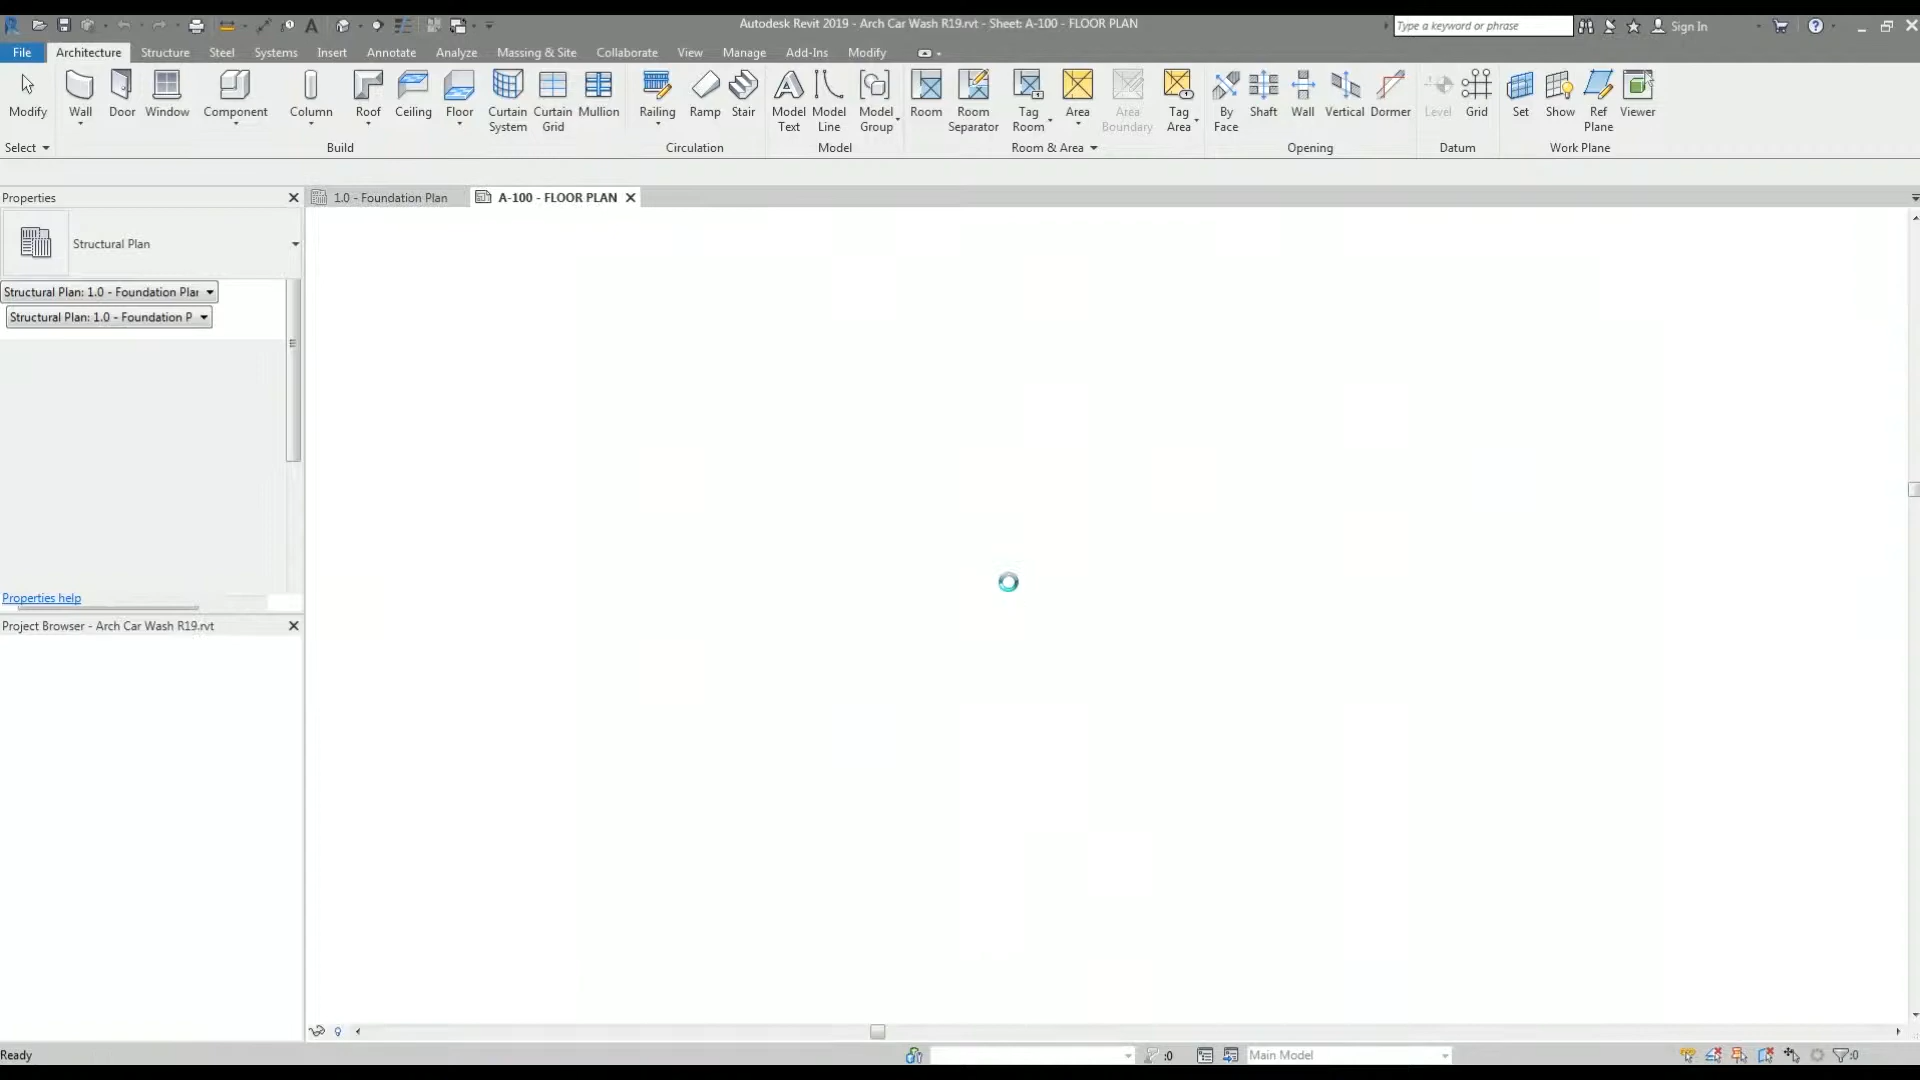 Autodesk Revit 2019 - Arch Car Wash R19.rvt - Sheet: A-100 - FLOOR PLAN
Type a keyword or phrase
Sign In
File Architecture Structure Steel Systems Insert Annotate Analyze Massing & Site Collaborate View Manage Add-Ins Modify
Modify Wall Door Window Component Column Roof Ceiling Floor Curtain System Curtain Grid Mullion Railing Ramp Stair Model Text Model Line Model Group Room Room Separator Tag Room Area Area Boundary Tag Area By Face Shaft Wall Vertical Dormer Level Grid Set Show Ref Plane Viewer
Select Build Circulation Model Room & Area Opening Datum Work Plane
Properties
1.0 - Foundation Plan
A-100 - FLOOR PLAN
Structural Plan
Structural Plan: 1.0 - Foundation Plan
Structural Plan: 1.0 - Foundation P
Properties help
Project Browser - Arch Car Wash R19.rvt
Ready
:0
Main Model
:0